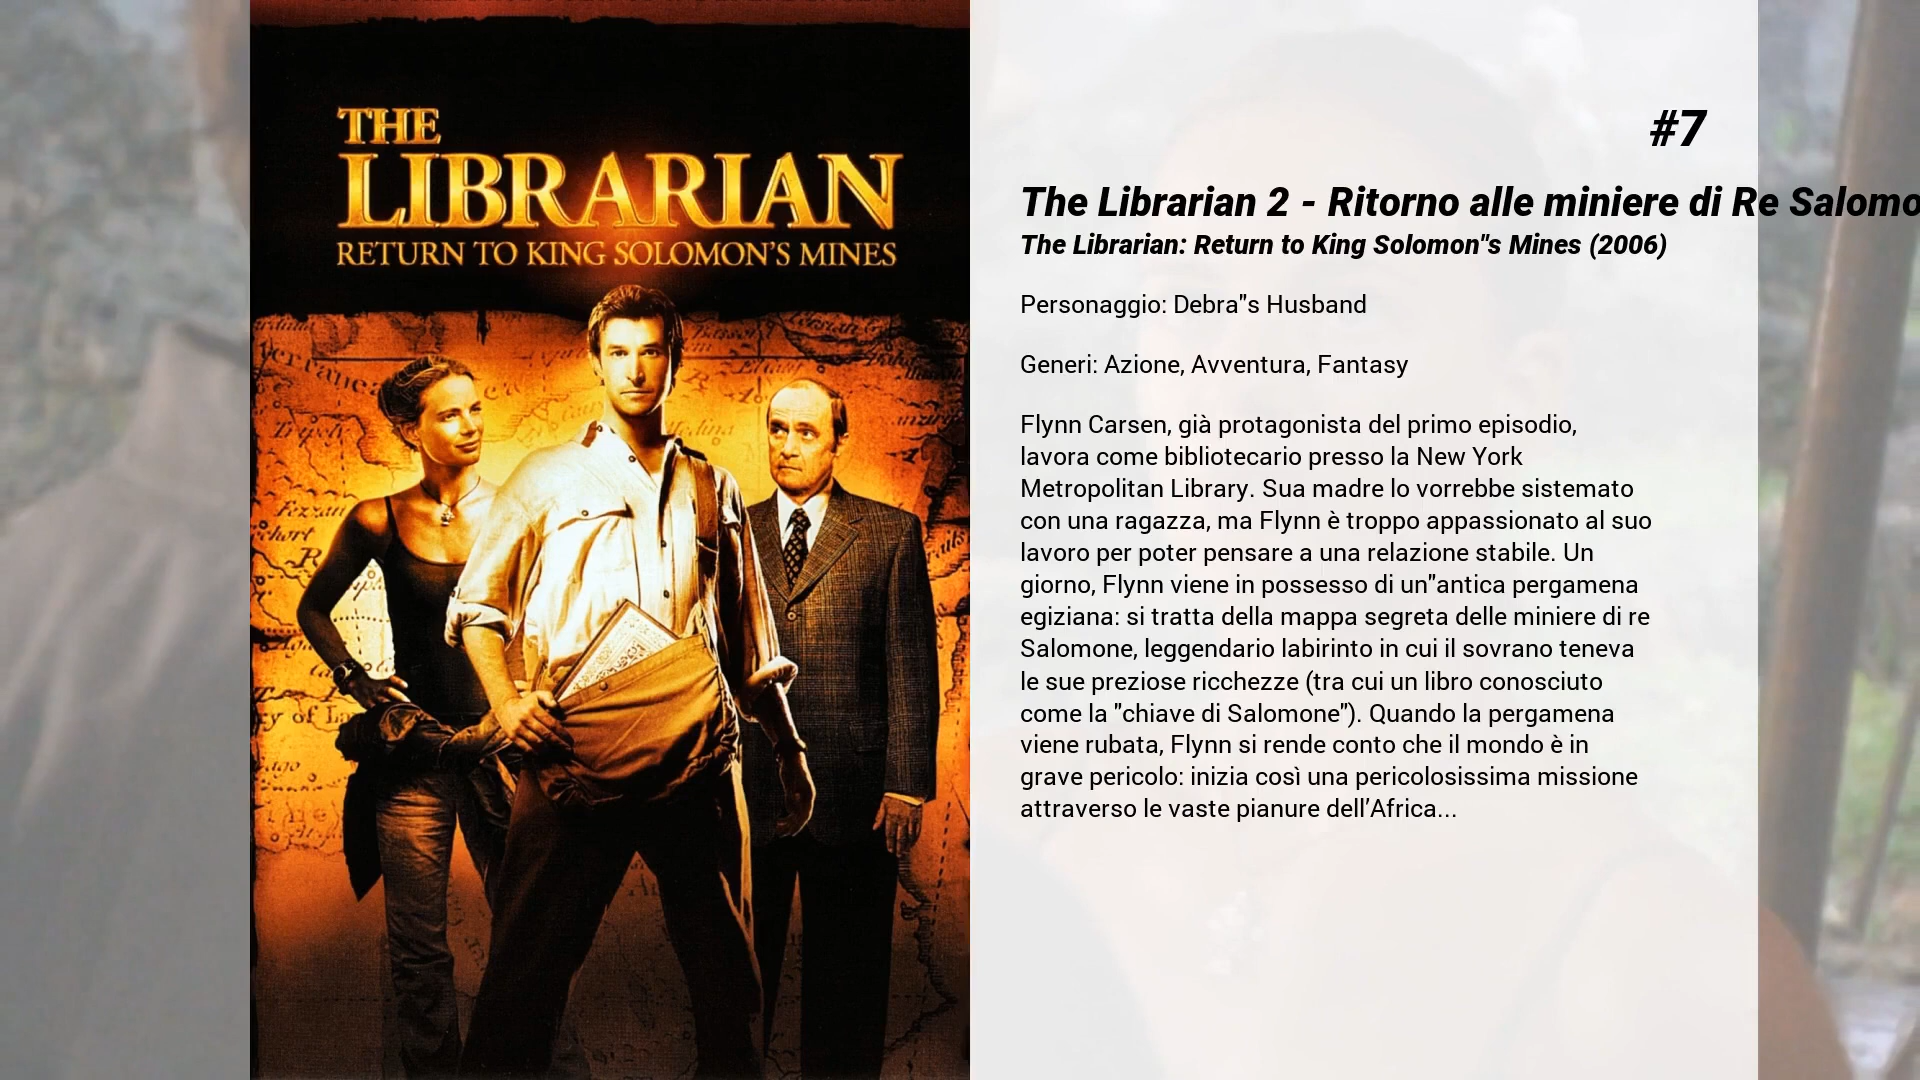 THE
LIBRARIAN
RETURN TO KING SOLOMON'S MINES
#7
The Librarian 2 - Ritorno alle miniere di Re Salomo
The Librarian: Return to King Solomon"s Mines (2006)
Personaggio: Debra"s Husband
Generi: Azione, Avventura, Fantasy
Flynn Carsen, già protagonista del primo episodio,
lavora come bibliotecario presso la New York
Metropolitan Library. Sua madre lo vorrebbe sistemato
con una ragazza, ma Flynn è troppo appassionato al suo
lavoro per poter pensare a una relazione stabile. Un
giorno, Flynn viene in possesso di un"antica pergamena
egiziana: si tratta della mappa segreta delle miniere di re
Salomone, leggendario labirinto in cui il sovrano teneva
le sue preziose ricchezze (tra cui un libro conosciuto
come la "chiave di Salomone"). Quando la pergamena
viene rubata, Flynn si rende conto che il mondo è in
grave pericolo: inizia così una pericolosissima missione
attraverso le vaste pianure dell’Africa...